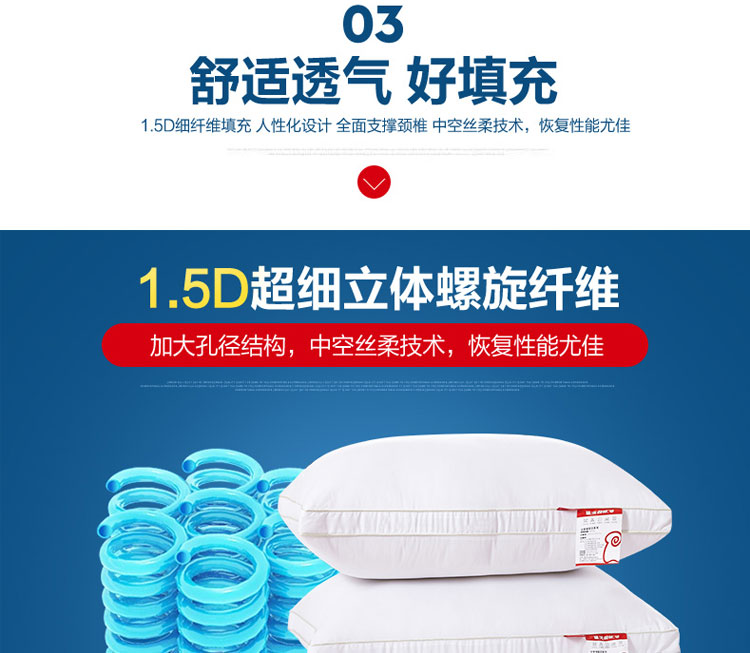 03
舒适透气 好填充
1.5D细纤维填充 人性化设计 全面支撑颈椎 中空丝柔技术，恢复性能尤佳
1.5D超细立体螺旋纤维
加大孔径结构，中空丝柔技术，恢复性能尤佳